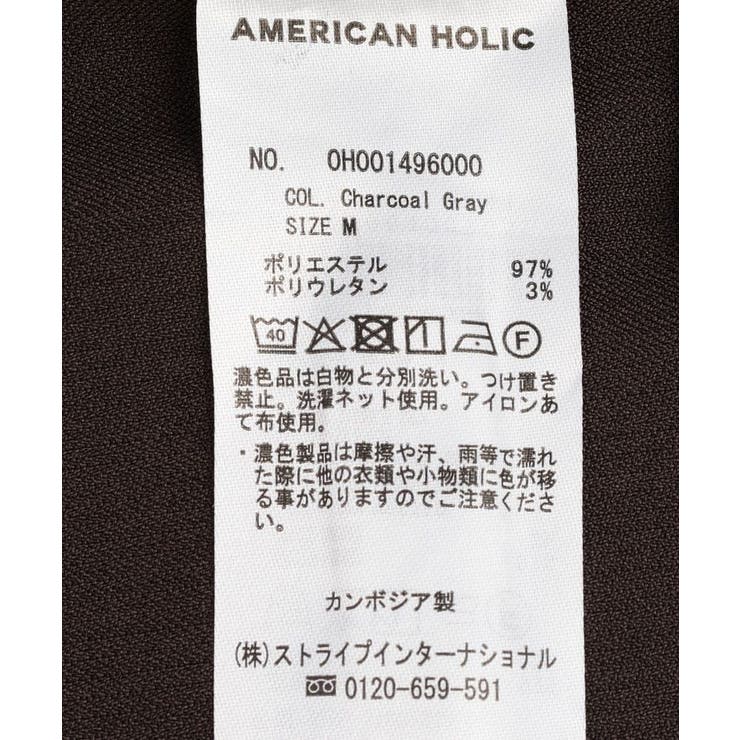 AMERICAN HOLIC
NO. OH001496000
COL. Charcoal Gray
SIZE M
ポリエステル 97%
ポリウレタン 3%
40 F
濃色品は白物と分別洗い。つけ置き
禁止。洗濯ネット使用。アイロンあ
て布使用。
・濃色製品は摩擦や汗、雨等で濡れ
た際に他の衣類や小物類に色が移
る事がありますのでご注意くださ
い。
カンボジア製
(株)ストライプインターナショナル
0120-659-591